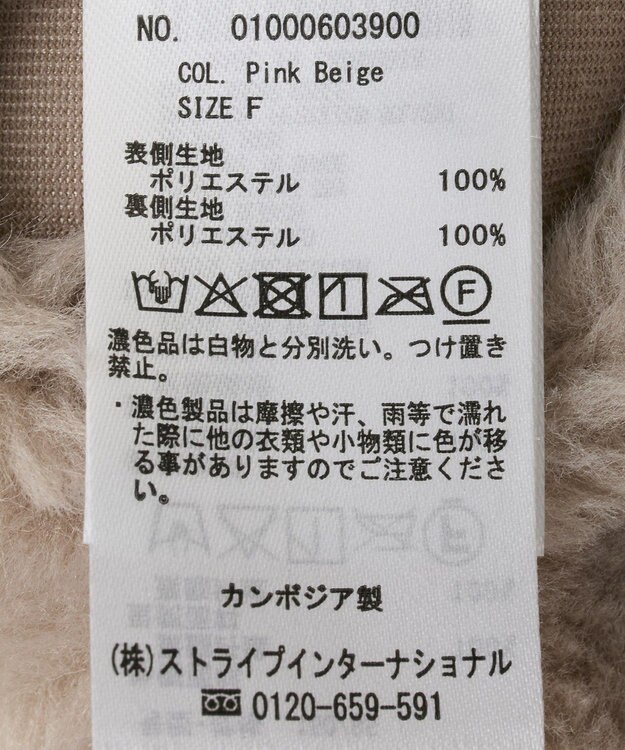 NO. 01000603900
COL. Pink Beige
SIZE F
表側生地
ポリエステル 100%
裏側生地
ポリエステル 100%
F
濃色品は白物と分別洗い。つけ置き
禁止。
・濃色製品は摩擦や汗、雨等で濡れ
た際に他の衣類や小物類に色が移
る事がありますのでご注意くださ
い。
カンボジア製
(株)ストライプインターナショナル
0120-659-591